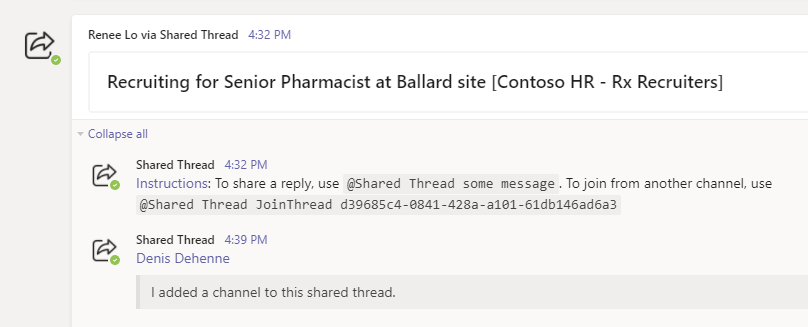 Renee Lo via Shared Thread 4:32 PM
Recruiting for Senior Pharmacist at Ballard site [Contoso HR - Rx Recruiters]
Collapse all
Shared Thread 4:32 PM
Instructions: To share a reply, use @Shared Thread some message. To join from another channel, use
@Shared Thread JoinThread d39685c4-0841-428a-a101-61db146ad6a3
Shared Thread 4:39 PM
Denis Dehenne
I added a channel to this shared thread.